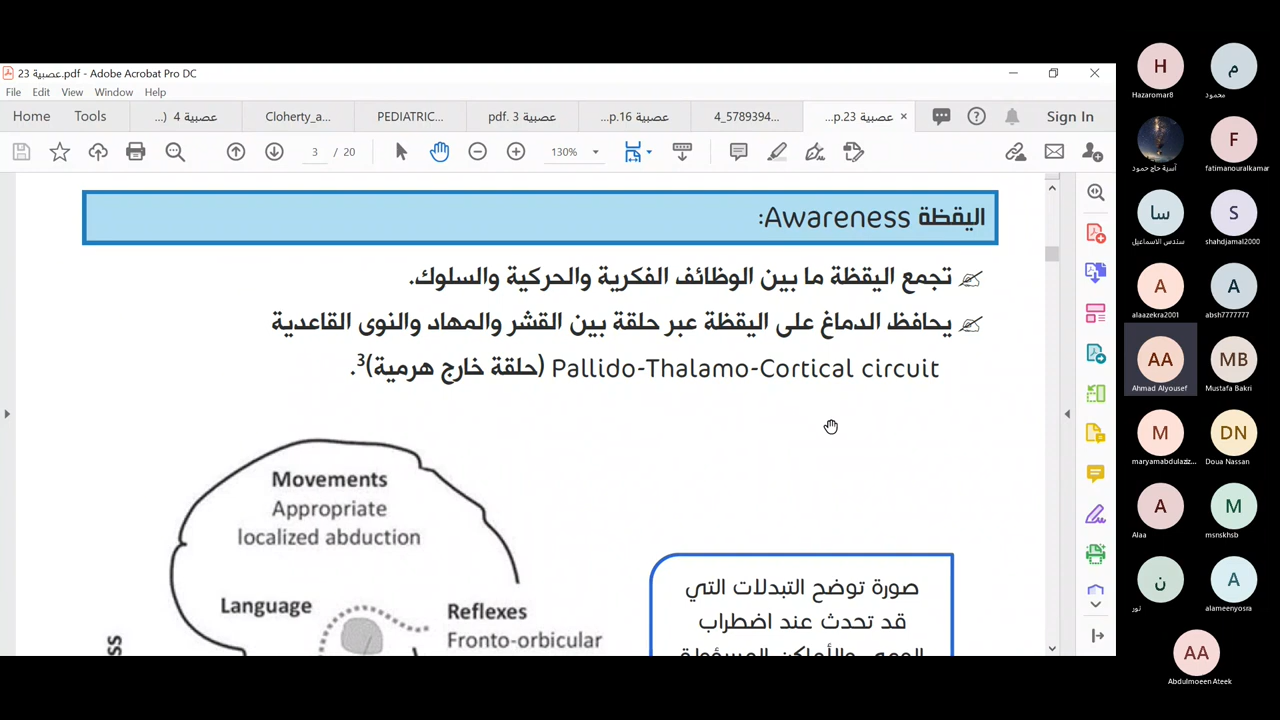 عصبية 23.pdf - Adobe Acrobat Pro DC
File Edit View Window Help
Home Tools
عصبية 4 (...
Cloherty_a...
PEDIATRIC...
عصبية 3 .pdf
عصبية 16.p...
4_5789394...
عصبية 23.p... ×
Sign In
3 / 20
130%
اليقظة Awareness:
تجمع اليقظة ما بين الوظائف الفكرية والحركية والسلوك.
يحافظ الدماغ على اليقظة عبر حلقة بين القشر والمهاد والنوى القاعدية
Pallido-Thalamo-Cortical circuit (حلقة خارج هرمية)³.
Movements
Appropriate
localized abduction
Language
Reflexes
Fronto-orbicular
ss
صورة توضح التبدلات التي
قد تحدث عند اضطراب
H
Hazaromar8
م
محمود
آسية حاج حمود
F
fatimanouralkamar
سا
سندس الاسماعيل
S
shahdjamal2000
A
alaazekra2001
A
absh7777777
AA
Ahmad Alyousef
MB
Mustafa Bakri
M
maryamabdulaziz...
DN
Doua Nassan
A
Alaa
M
msnskhsb
ن
نور
A
alameenyosra
AA
Abdulmoeen Ateek